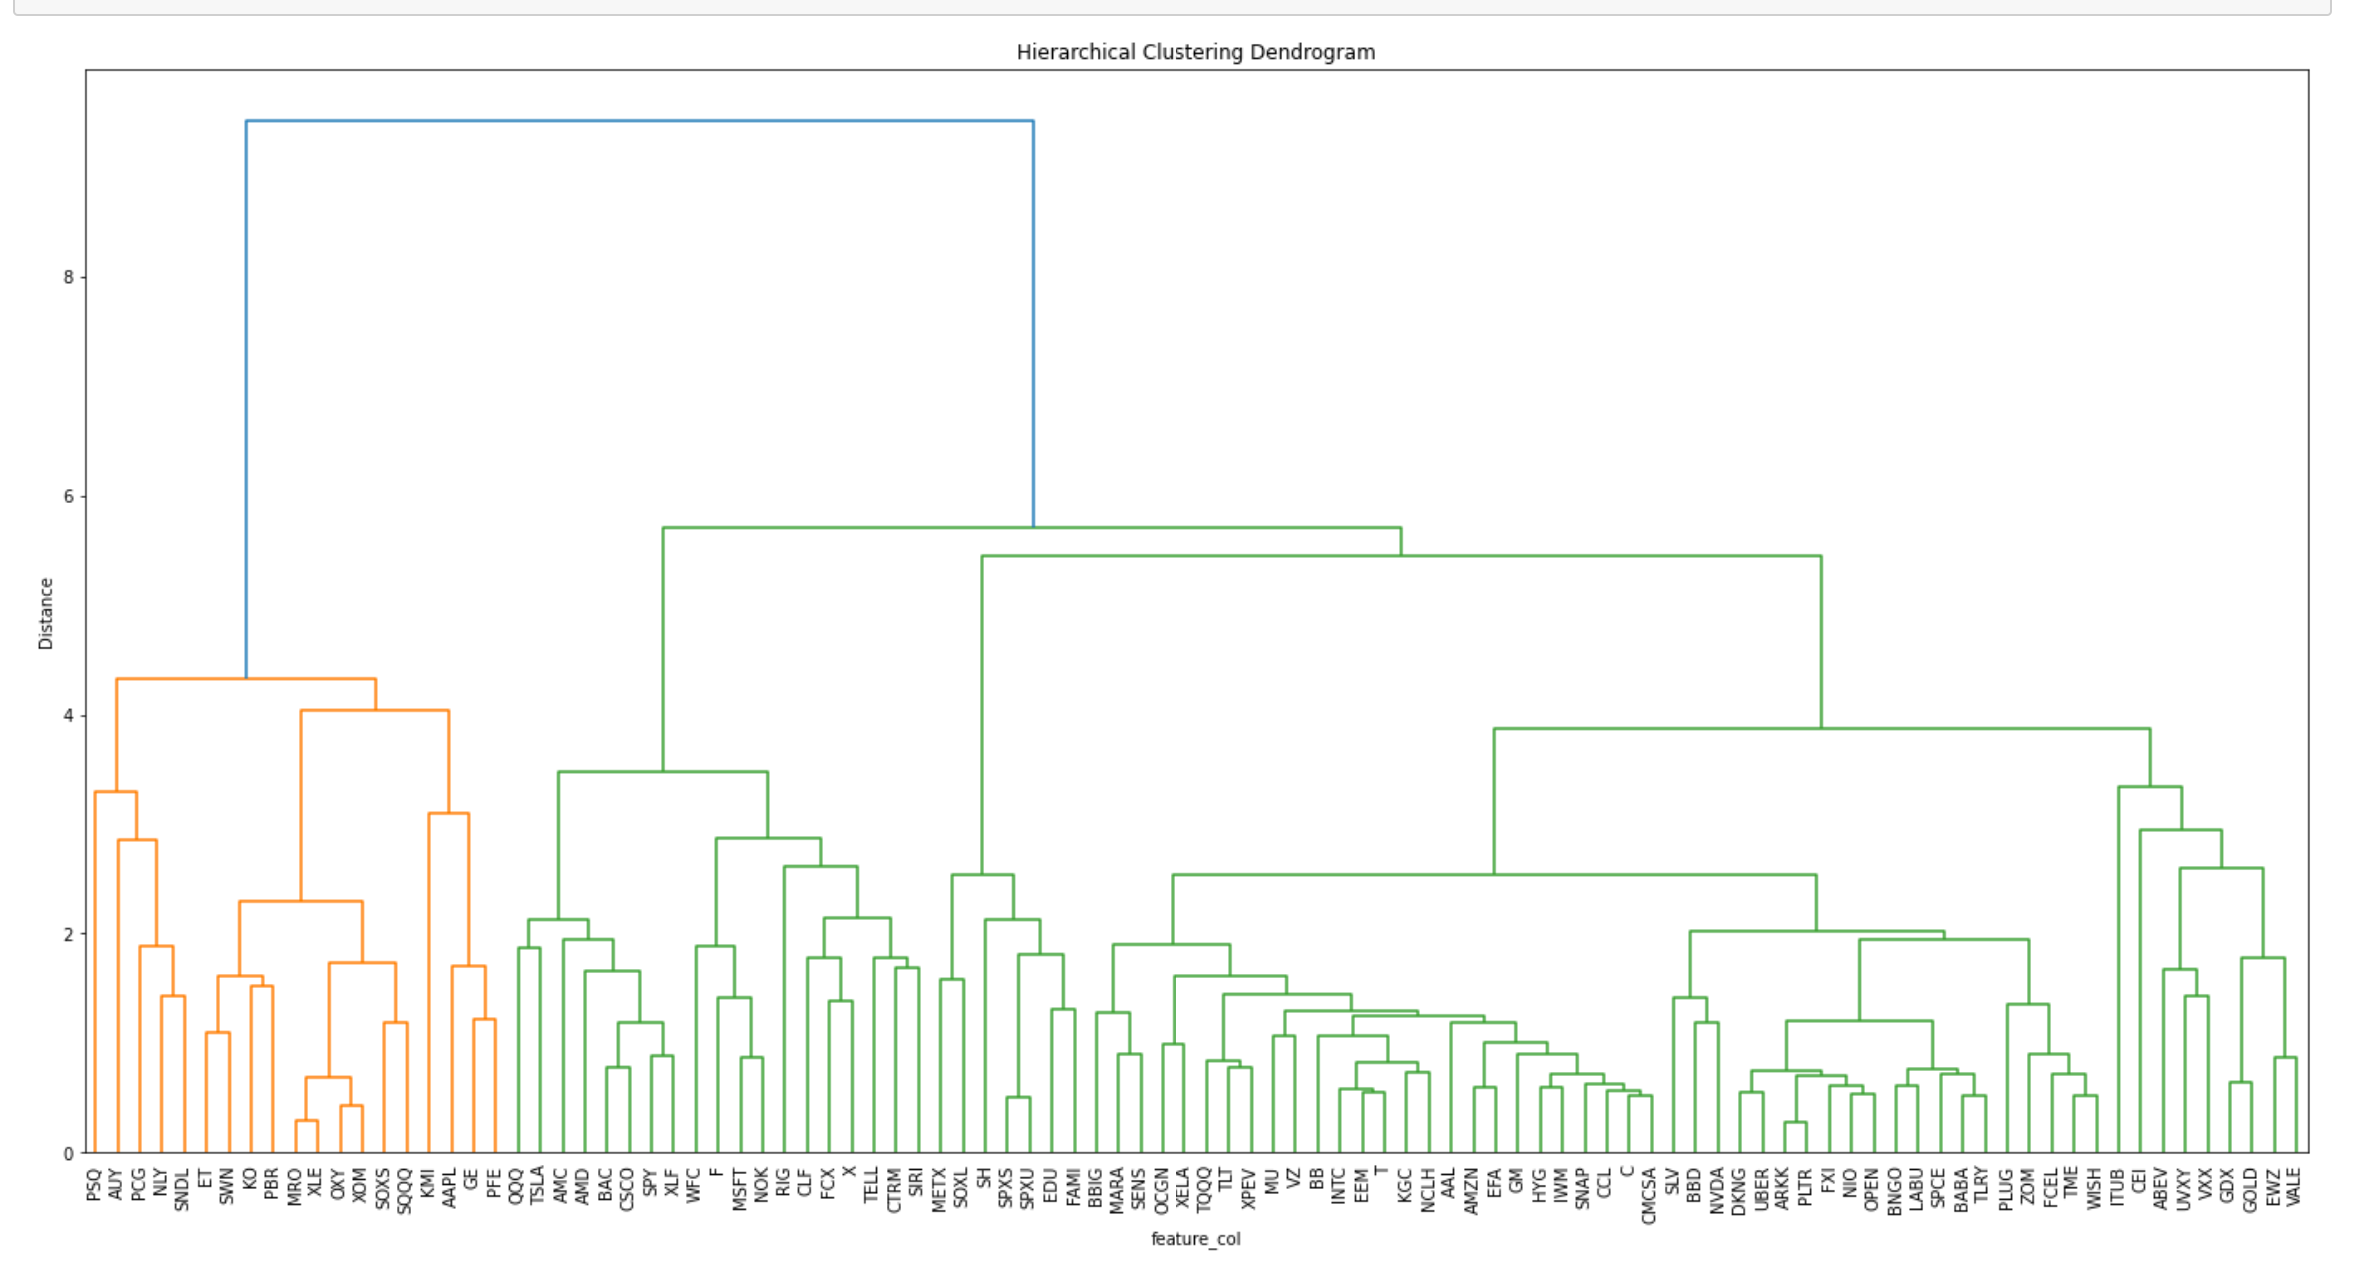 Hierarchical Clustering Dendrogram
8
6
4
2
0
Distance
PSQ
AUY
PCG
NLY
SNDL
ET
SWN
KO
PBR
MRO
XLE
OXY
XOM
SOXS
SQQQ
KMI
AAPL
GE
PFE
QQQ
TSLA
AMC
AMD
BAC
CSCO
SPY
XLF
WFC
F
MSFT
NOK
RIG
CLF
FCX
X
TELL
CTRM
SIRI
METX
SOXL
SH
SPXS
SPXU
EDU
FAMI
BBIG
MARA
SENS
OCGN
XELA
TQQQ
TLT
XPEV
MU
VZ
BB
INTC
EEM
T
KGC
NCLH
AAL
AMZN
EFA
GM
HYG
IWM
SNAP
CCL
C
CMCSA
SLV
BBD
NVDA
DKNG
UBER
ARKK
PLTR
FXI
NIO
OPEN
BNGO
LABU
SPCE
BABA
TLRY
PLUG
ZOM
FCEL
TME
WISH
ITUB
CEI
ABEV
UVXY
VXX
GDX
GOLD
EWZ
VALE
feature_col